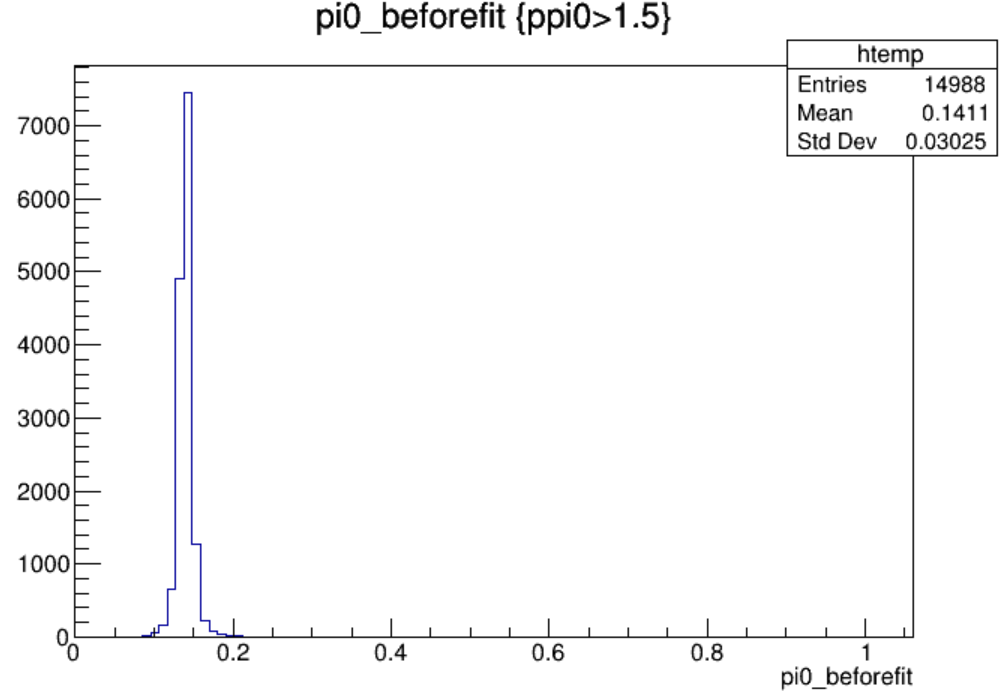 pi0_beforefit {ppi0>1.5}
htemp
Entries 14988
Mean 0.1411
Std Dev 0.03025
7000
6000
5000
4000
3000
2000
1000
0
0 0.2 0.4 0.6 0.8 1
pi0_beforefit